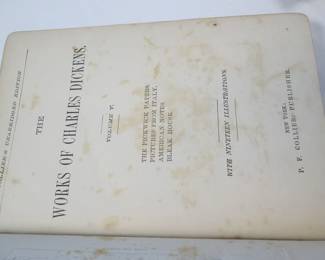 COLLIER'S UNABRIDGED EDITION
THE
WORKS OF CHARLES DICKENS.
VOLUME V.
THE PICKWICK PAPERS.
PICTURES FROM ITALY.
AMERICAN NOTES.
BLEAK HOUSE.
WITH NINETEEN ILLUSTRATIONS
NEW YORK:
P. F. COLLIER, PUBLISHER.